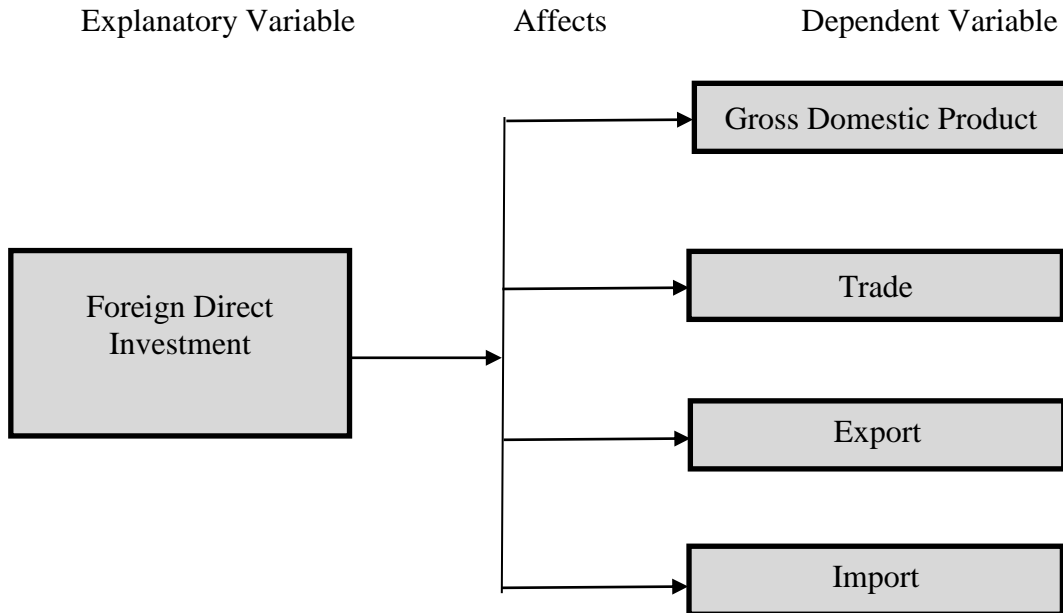 Explanatory Variable Affects Dependent Variable
Gross Domestic Product
Foreign Direct
Investment
Trade
Export
Import